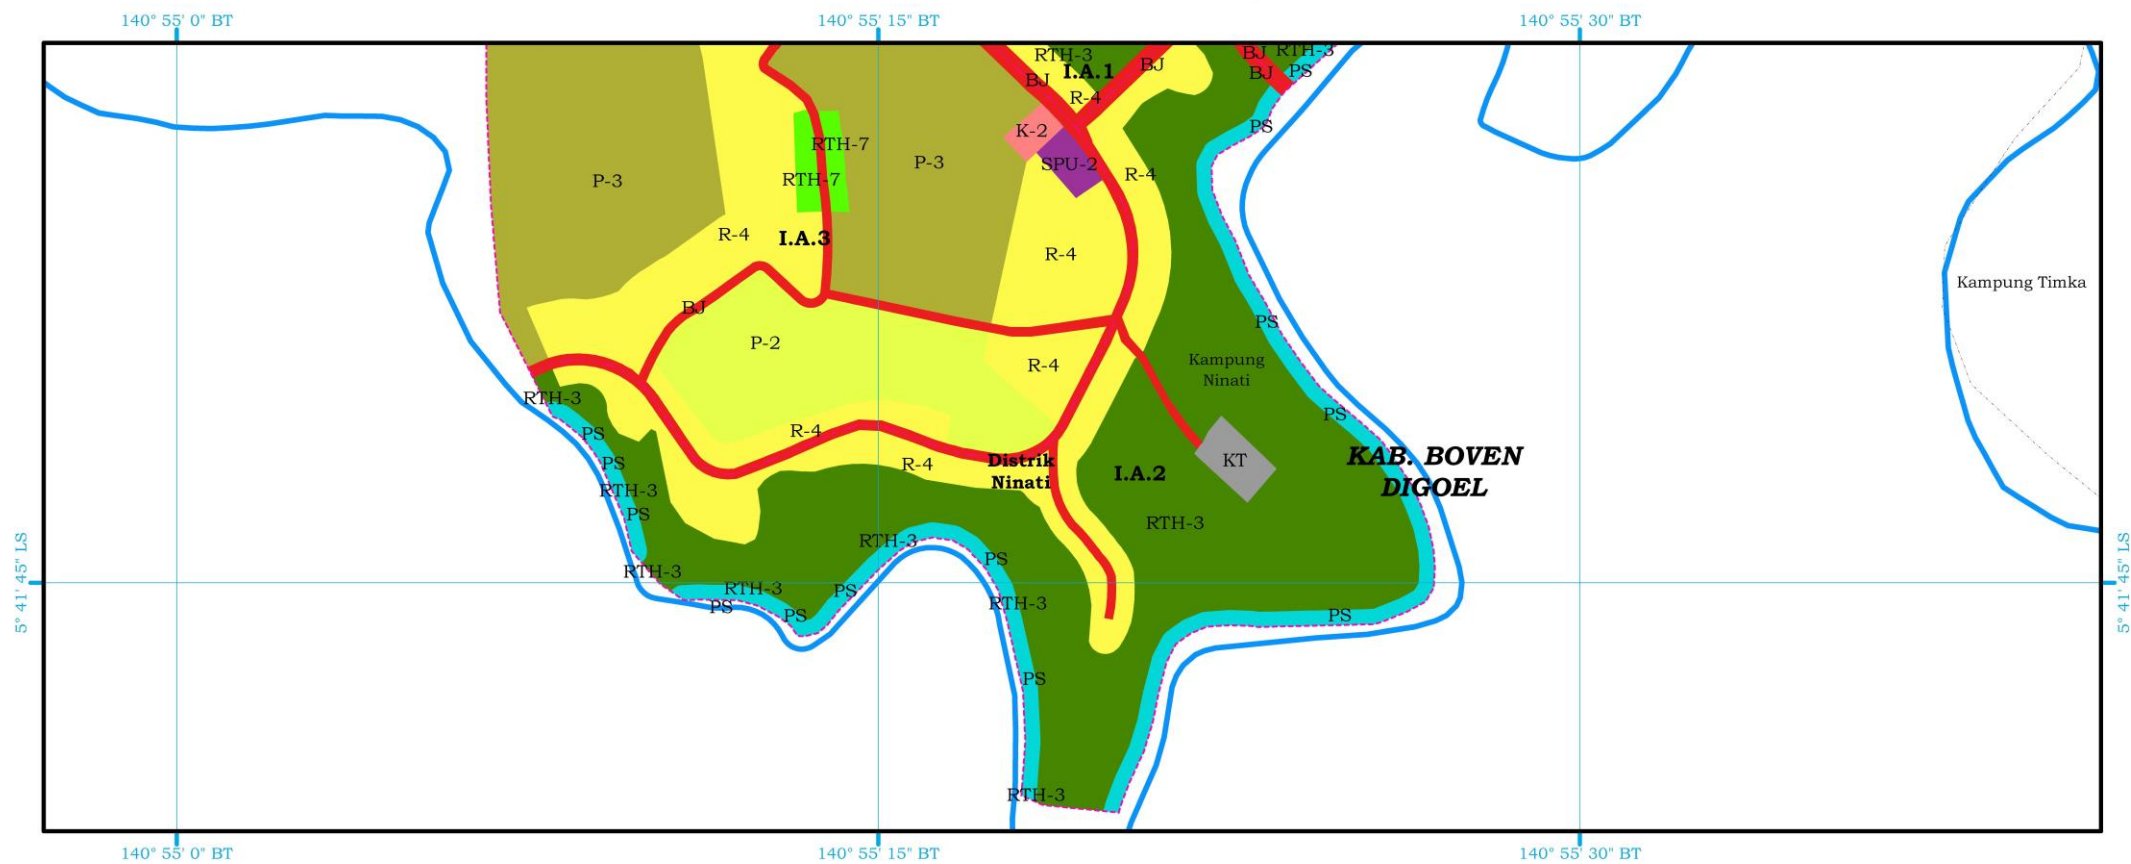 140° 55' 0" BT
140° 55' 15" BT
140° 55' 30" BT
RTH-3
BJ
RTH-3
I.A.1
BJ
BJ
BJ
PS
R-4
K-2
PS
RTH-7
P-3
SPU-2
R-4
P-3
RTH-7
R-4
I.A.3
R-4
Kampung Timka
BJ
PS
P-2
R-4
Kampung
Ninati
RTH-3
PS
PS
R-4
R-4
Distrik
Ninati
I.A.2
KT
KAB. BOVEN
DIGOEL
PS
RTH-3
PS
RTH-3
RTH-3
PS
RTH-3
RTH-3
PS
PS
PS
RTH-3
PS
PS
RTH-3
5° 41' 45" LS
5° 41' 45" LS
140° 55' 0" BT
140° 55' 15" BT
140° 55' 30" BT